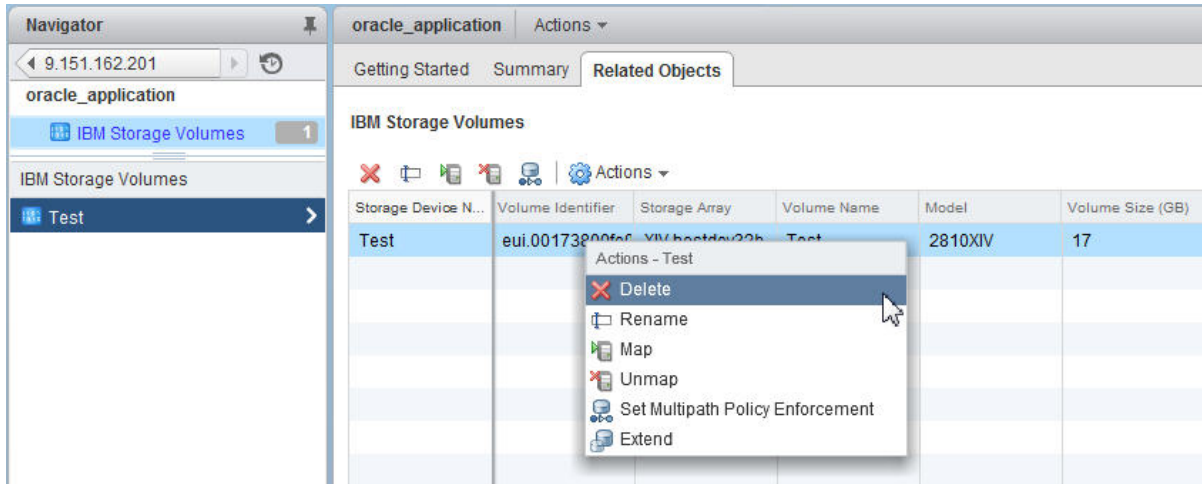 Navigator
9.151.162.201
oracle_application
IBM Storage Volumes 1
IBM Storage Volumes
Test
oracle_application Actions
Getting Started Summary Related Objects
IBM Storage Volumes
Actions
Storage Device N... Volume Identifier Storage Array Volume Name Model Volume Size (GB)
Test Test 2810XIV 17
Actions - Test
Delete
Rename
Map
Unmap
Set Multipath Policy Enforcement
Extend